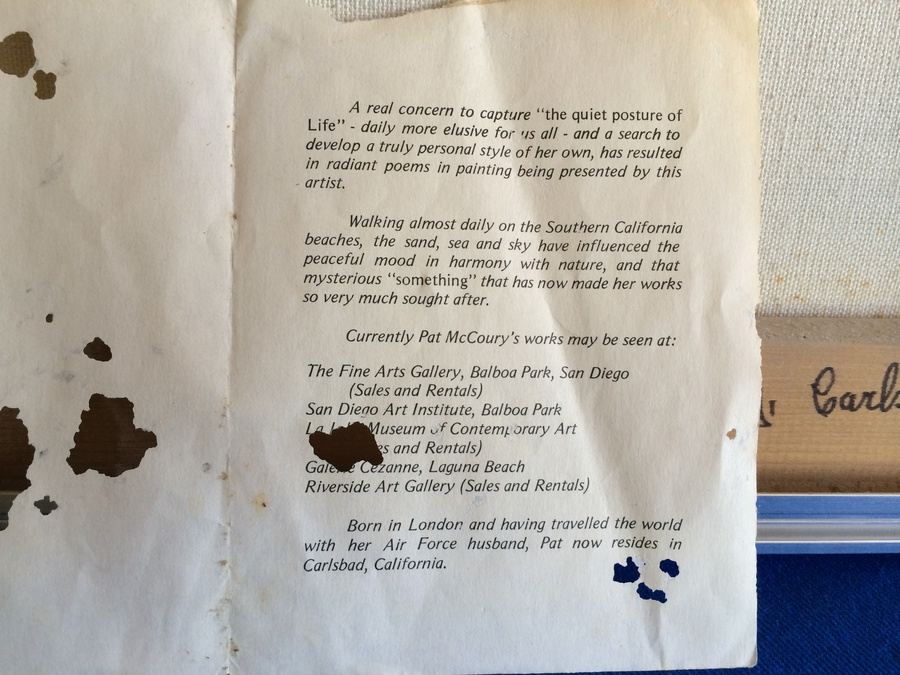 A real concern to capture "the quiet posture of
Life" - daily more elusive for us all - and a search to
develop a truly personal style of her own, has resulted
in radiant poems in painting being presented by this
artist.
Walking almost daily on the Southern California
beaches, the sand, sea and sky have influenced the
peaceful mood in harmony with nature, and that
mysterious "something" that has now made her works
so very much sought after.
Currently Pat McCoury's works may be seen at:
The Fine Arts Gallery, Balboa Park, San Diego
(Sales and Rentals)
San Diego Art Institute, Balboa Park
La Museum of Contemporary Art
and Rentals)
Cezanne, Laguna Beach
Riverside Art Gallery (Sales and Rentals)
Born in London and having travelled the world
with her Air Force husband, Pat now resides in
Carlsbad, California.